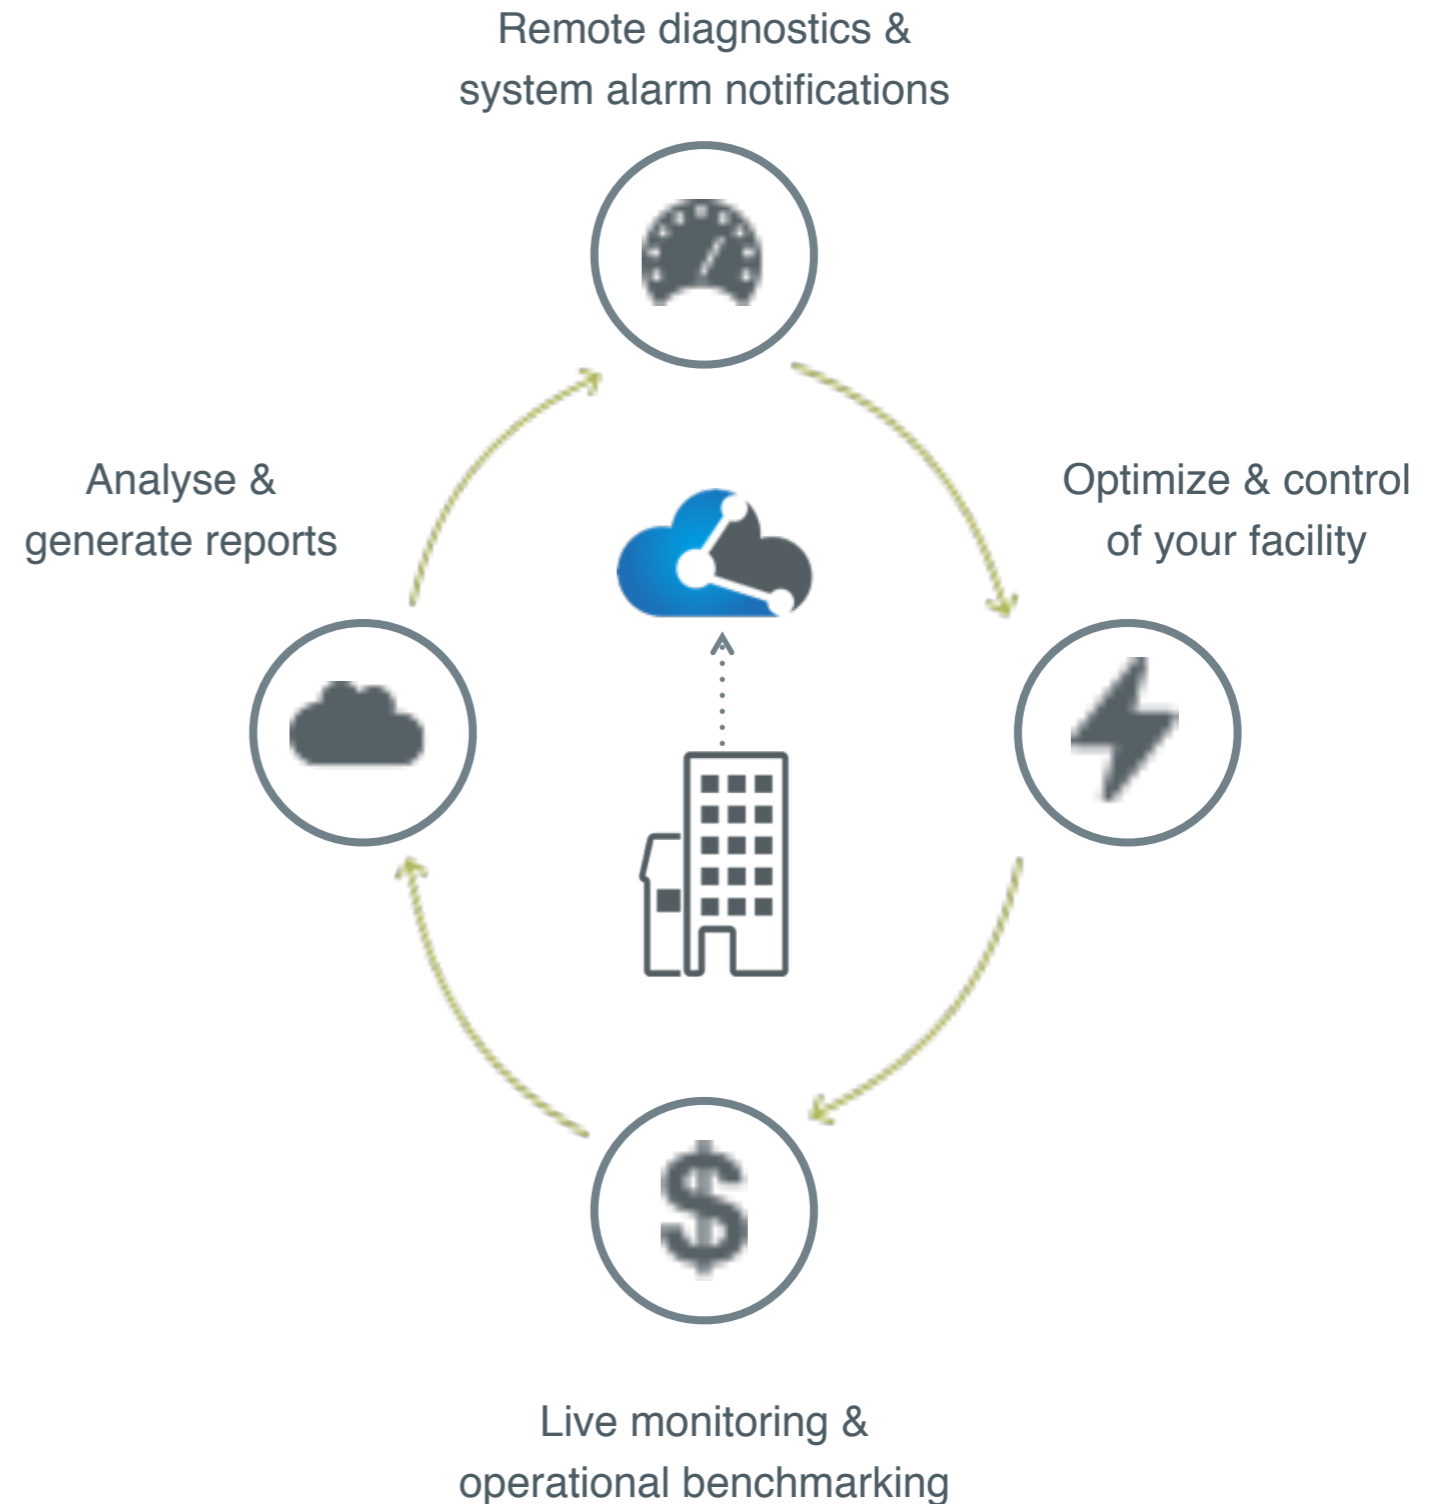 Remote diagnostics &
system alarm notifications
Analyse &
generate reports
Optimize & control
of your facility
$
Live monitoring &
operational benchmarking